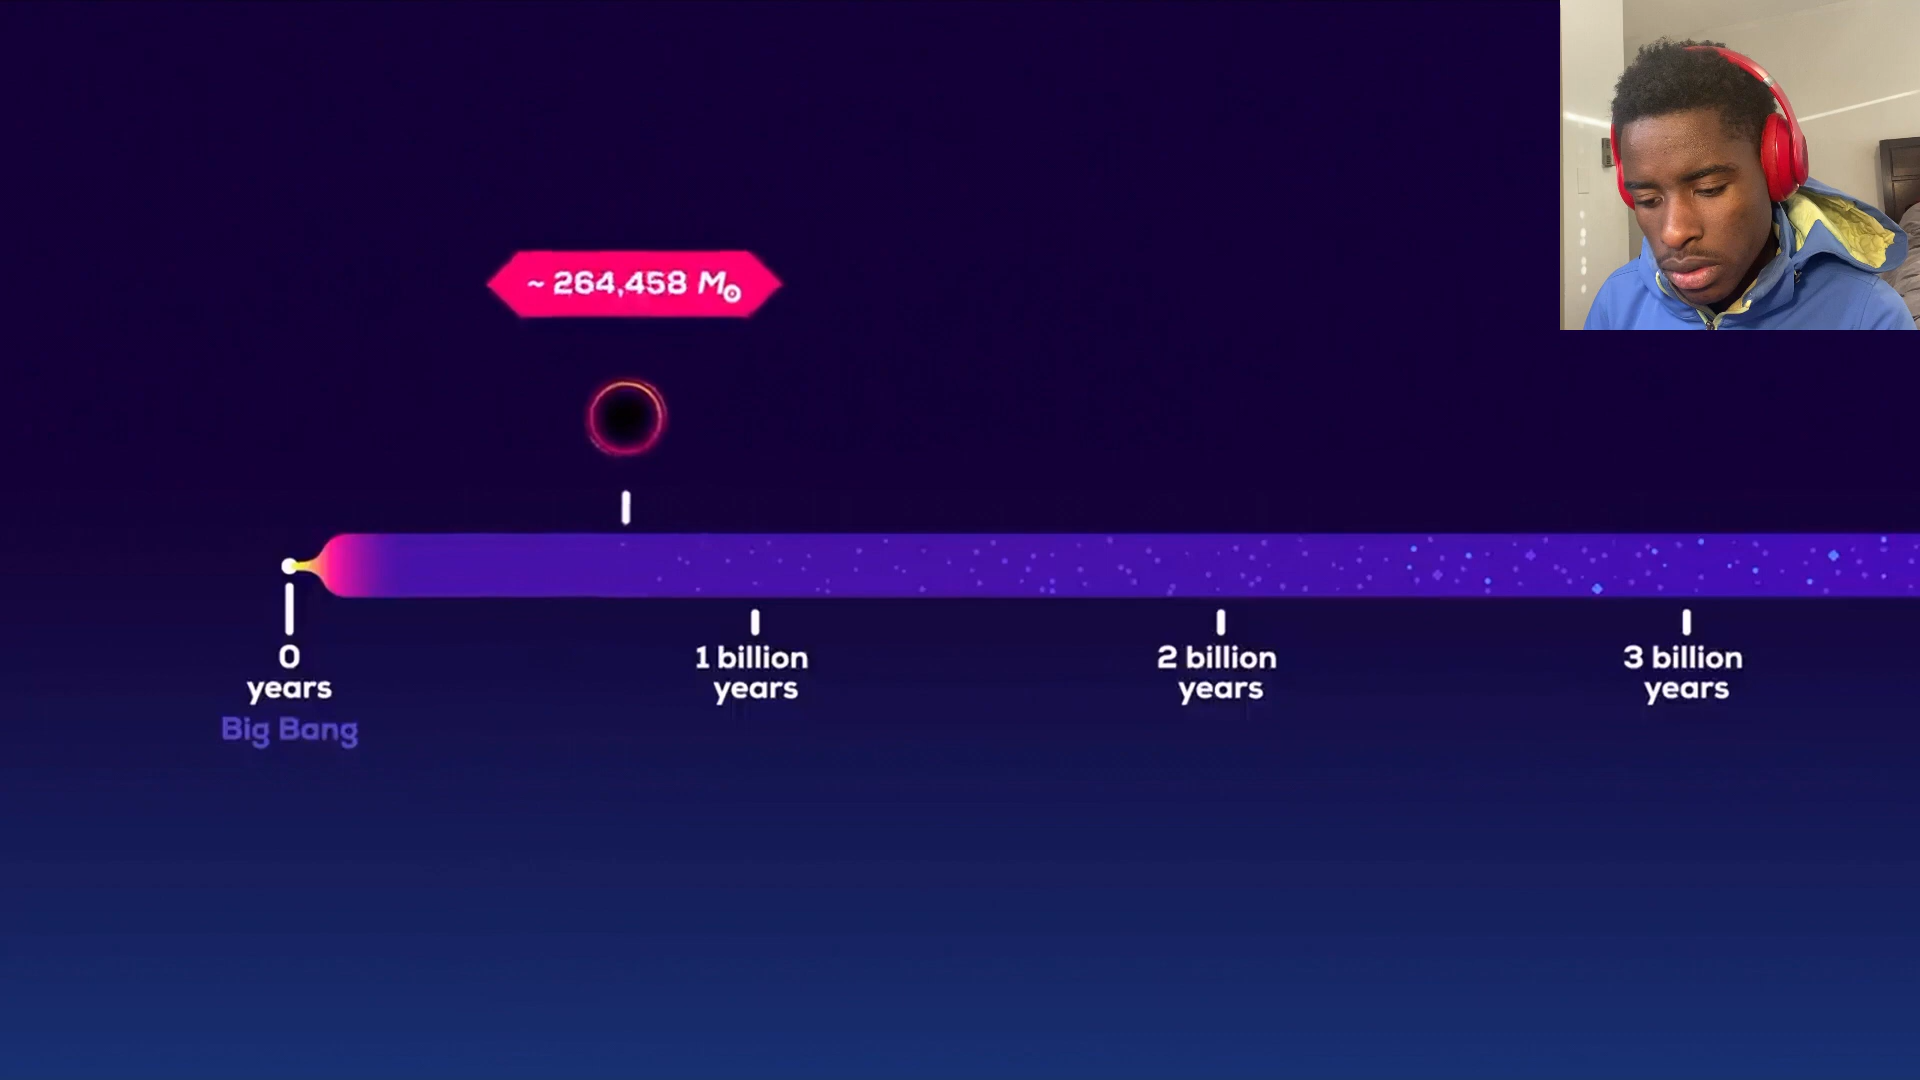 ~ 264,458 M☉
0
years
Big Bang
1 billion
years
2 billion
years
3 billion
years